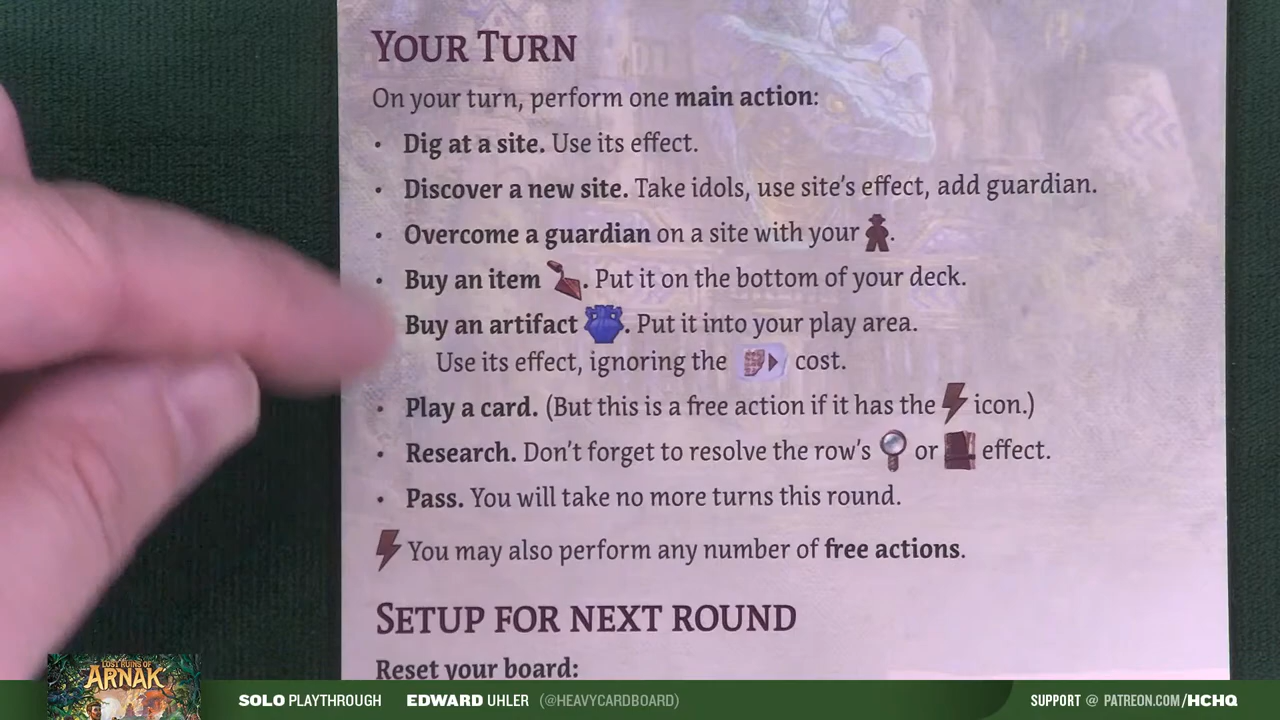 YOUR TURN
On your turn, perform one main action:
• Dig at a site. Use its effect.
• Discover a new site. Take idols, use site's effect, add guardian.
• Overcome a guardian on a site with your .
• Buy an item . Put it on the bottom of your deck.
Buy an artifact . Put it into your play area.
Use its effect, ignoring the cost.
• Play a card. (But this is a free action if it has the icon.)
• Research. Don't forget to resolve the row's or effect.
• Pass. You will take no more turns this round.
You may also perform any number of free actions.
SETUP FOR NEXT ROUND
Reset your board:
LOST RUINS OF
ARNAK
SOLO PLAYTHROUGH EDWARD UHLER (@HEAVYCARDBOARD) SUPPORT @ PATREON.COM/HCHQ